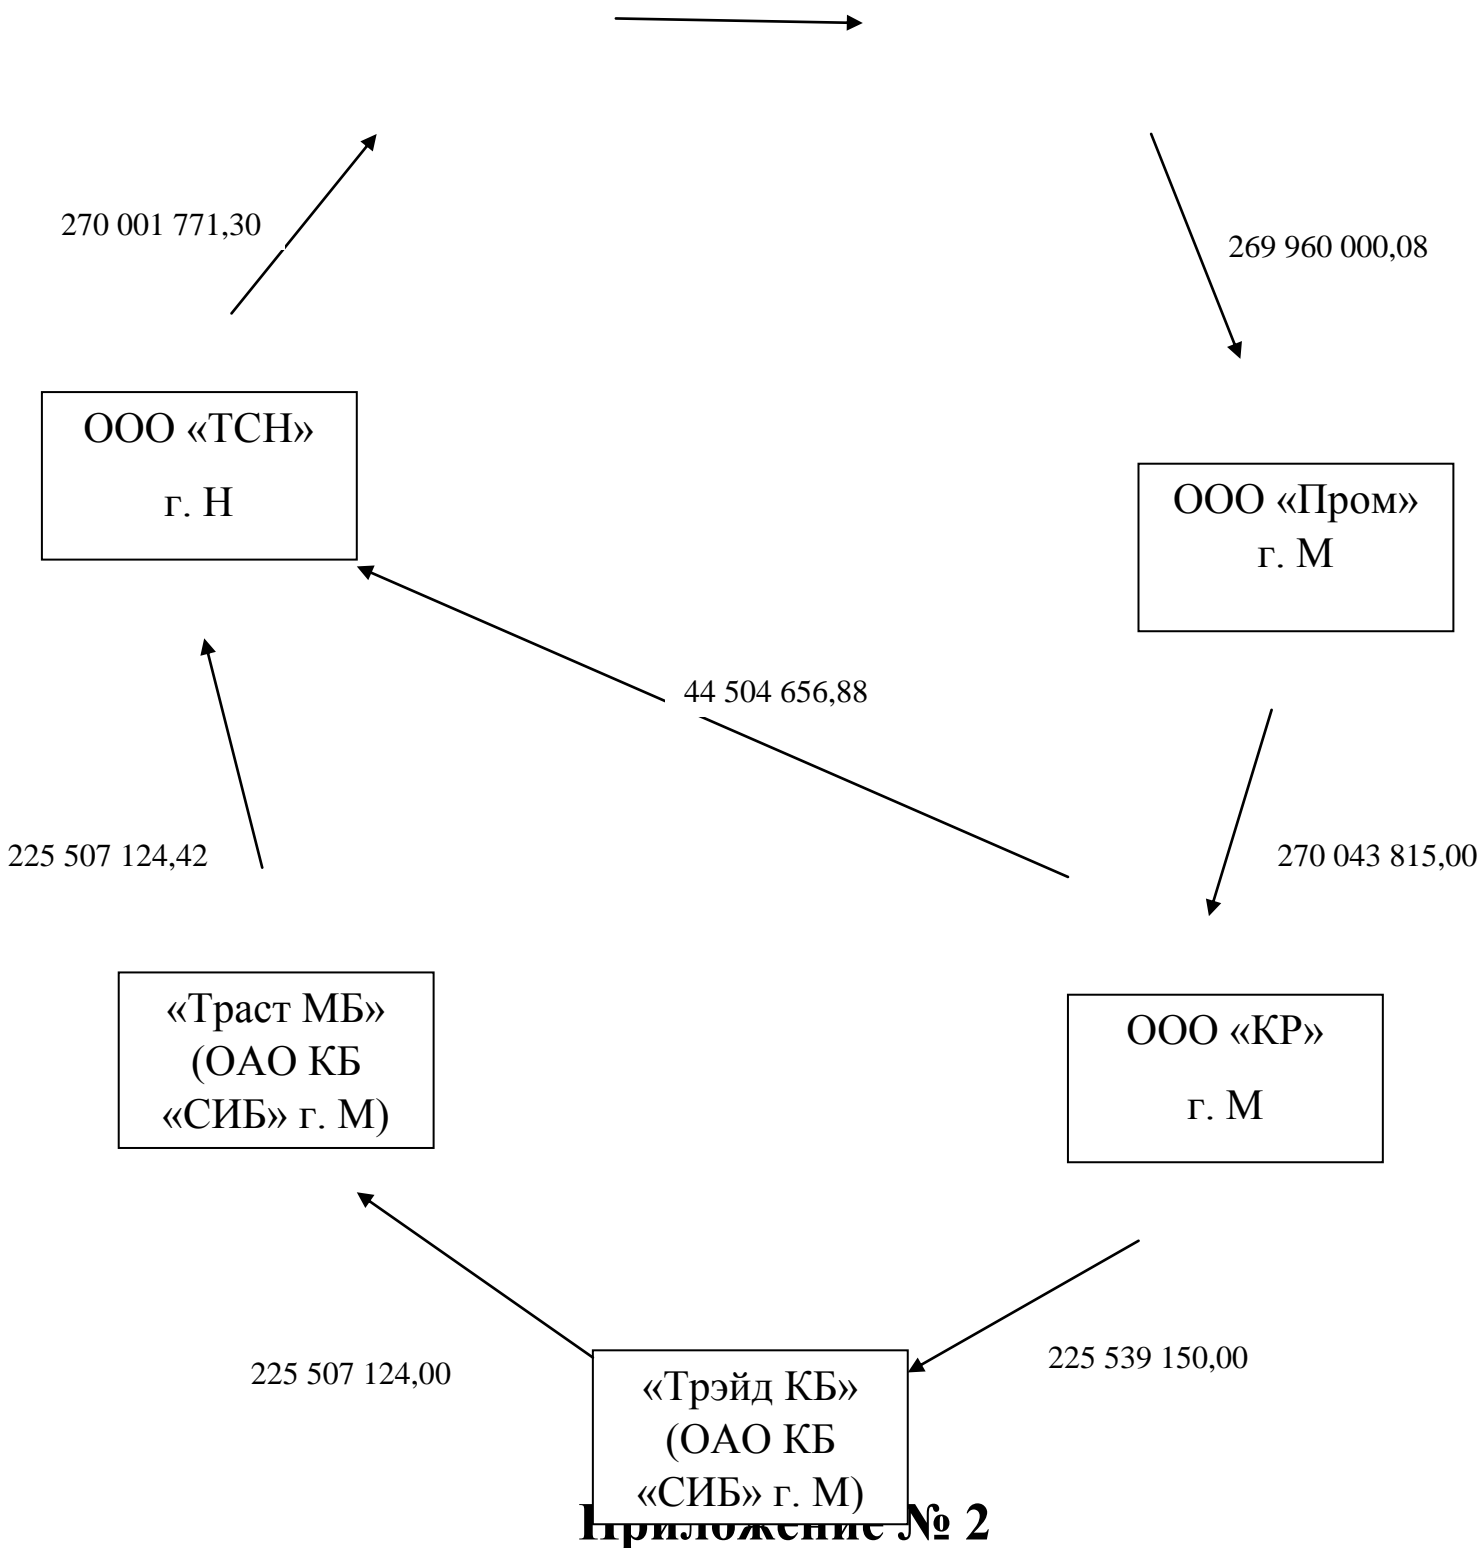 270 001 771,30
269 960 000,08
ООО «ТСН»
г. Н
ООО «Пром»
г. М
44 504 656,88
225 507 124,42
270 043 815,00
«Траст МБ»
(ОАО КБ
«СИБ» г. М)
ООО «КР»
г. М
225 507 124,00
225 539 150,00
«Трэйд КБ»
(ОАО КБ
«СИБ» г. М)
Приложение № 2